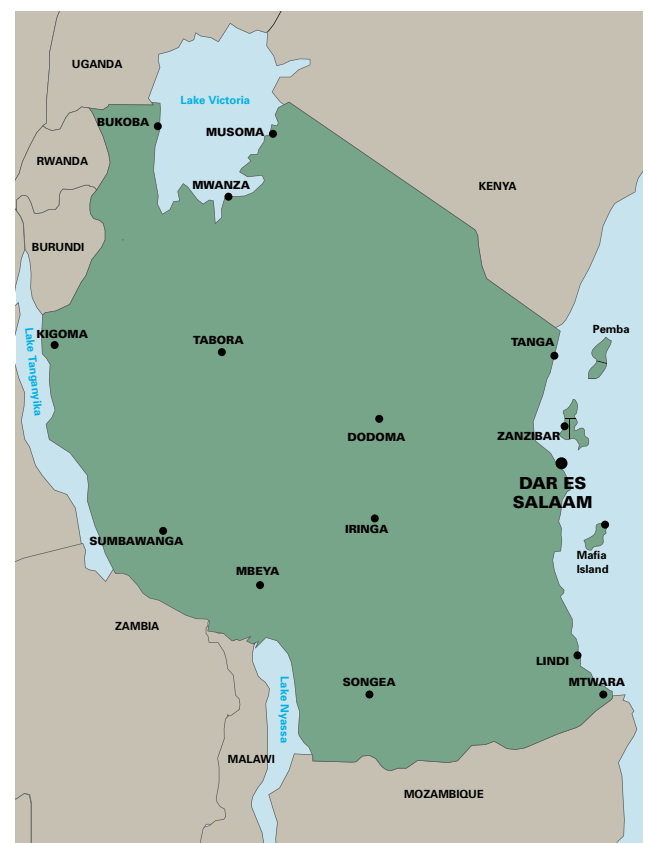 UGANDA
Lake Victoria
BUKOBA
MUSOMA
RWANDA
MWANZA
KENYA
BURUNDI
KIGOMA
Lake Tanganyika
TABORA
TANGA
Pemba
DODOMA
ZANZIBAR
DAR ES
SALAAM
SUMBAWANGA
IRINGA
Mafia
Island
MBEYA
ZAMBIA
LINDI
SONGEA
MTWARA
Lake Nyassa
MALAWI
MOZAMBIQUE